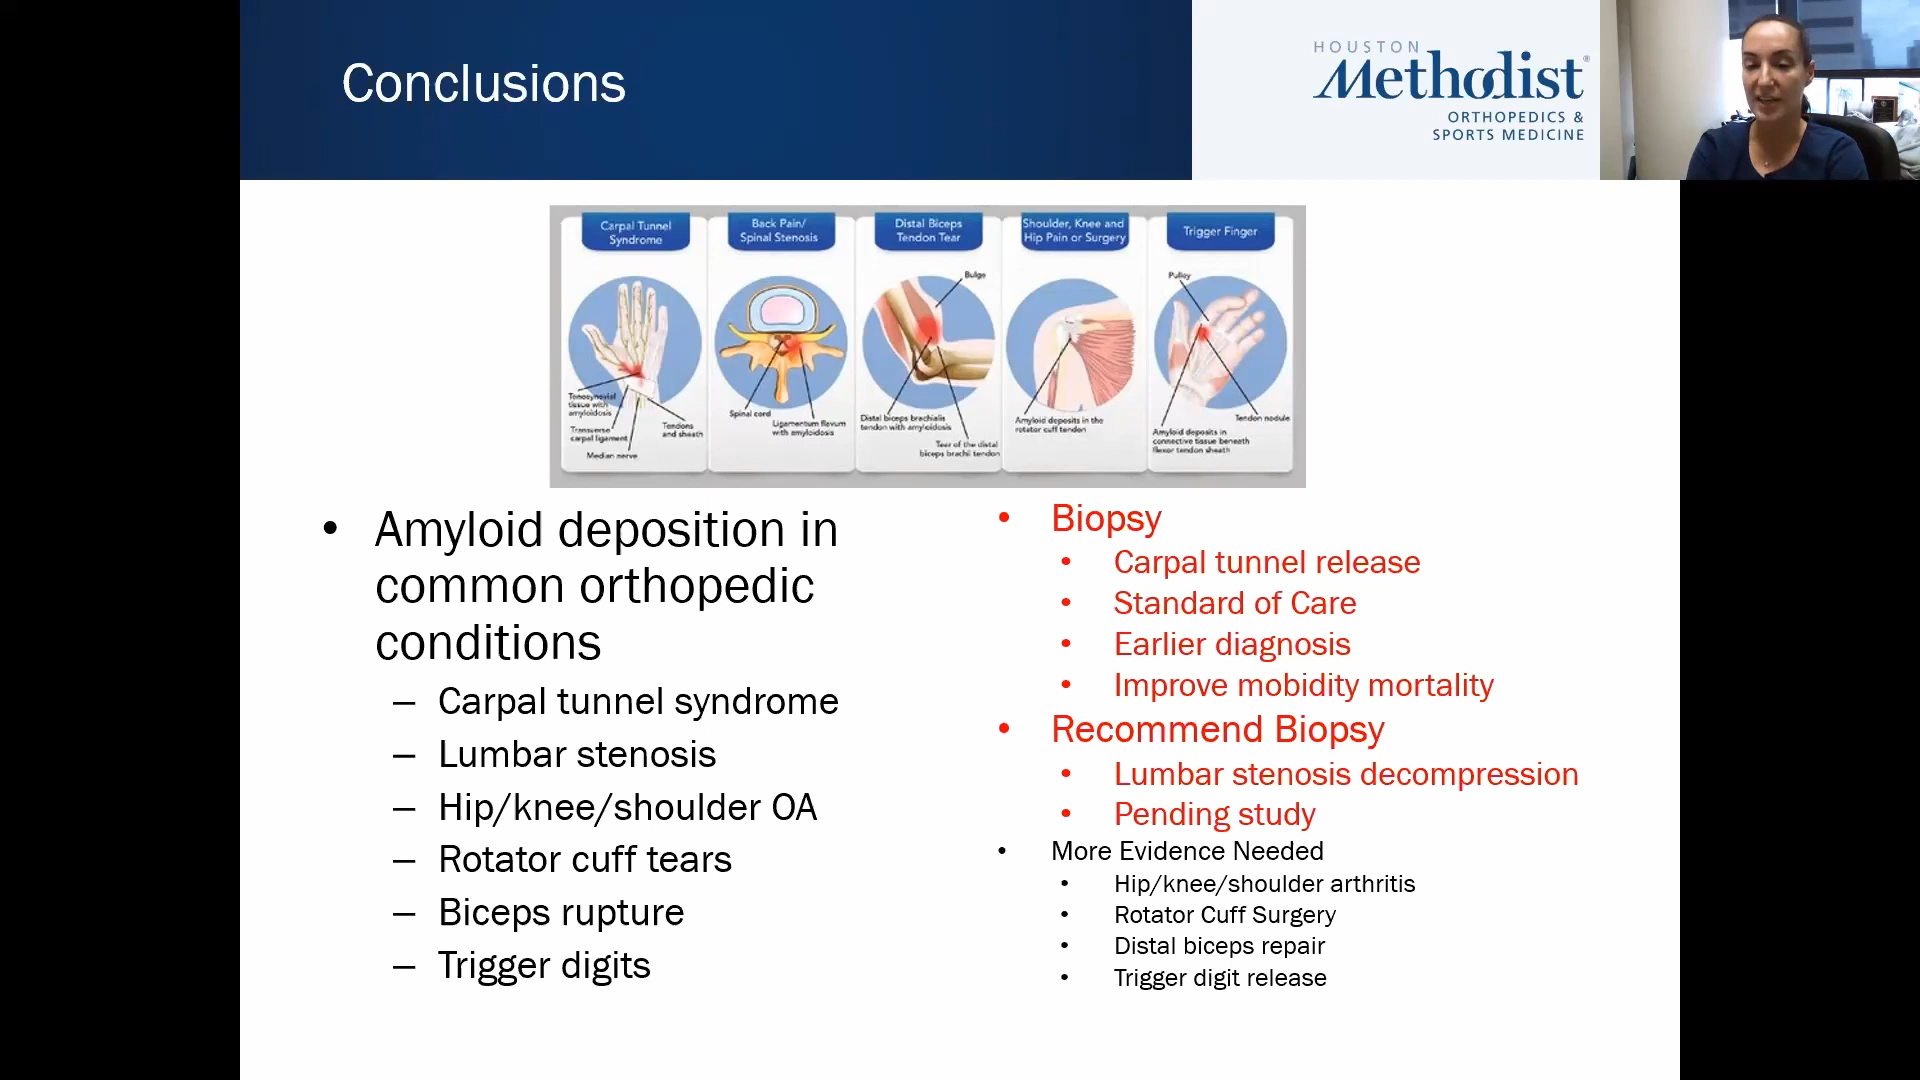 Conclusions
HOUSTON
Methodist®
ORTHOPEDICS &
SPORTS MEDICINE
Carpal Tunnel
Syndrome
Tenosynovial
tissue with
amyloidosis
Transverse
carpal ligament
Median nerve
Tendons
and sheath
Back Pain/
Spinal Stenosis
Spinal cord
Ligamentum flavum
with amyloidosis
Distal Biceps
Tendon Tear
Bulge
Distal biceps brachialis
tendon with amyloidosis
Tear of the distal
biceps brachii tendon
Shoulder, Knee and
Hip Pain or Surgery
Amyloid deposits in the
rotator cuff tendon
Trigger Finger
Pulley
Tendon nodule
Amyloid deposits in
connective tissue beneath
flexor tendon sheath
• Amyloid deposition in
common orthopedic
conditions
– Carpal tunnel syndrome
– Lumbar stenosis
– Hip/knee/shoulder OA
– Rotator cuff tears
– Biceps rupture
– Trigger digits
• Biopsy
• Carpal tunnel release
• Standard of Care
• Earlier diagnosis
• Improve mobidity mortality
• Recommend Biopsy
• Lumbar stenosis decompression
• Pending study
• More Evidence Needed
• Hip/knee/shoulder arthritis
• Rotator Cuff Surgery
• Distal biceps repair
• Trigger digit release